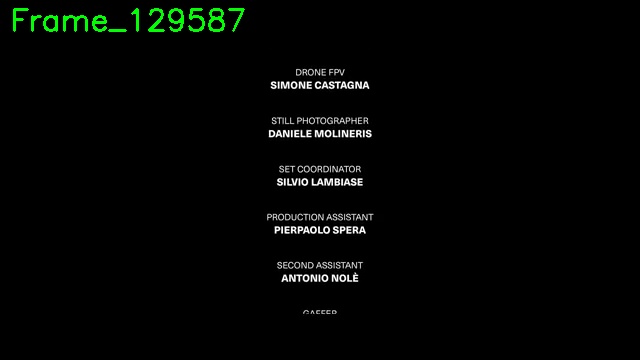 Frame_129587
DRONE FPV
SIMONE CASTAGNA
STILL PHOTOGRAPHER
DANIELE MOLINERIS
SET COORDINATOR
SILVIO LAMBIASE
PRODUCTION ASSISTANT
PIERPAOLO SPERA
SECOND ASSISTANT
ANTONIO NOLÈ
GAFFER